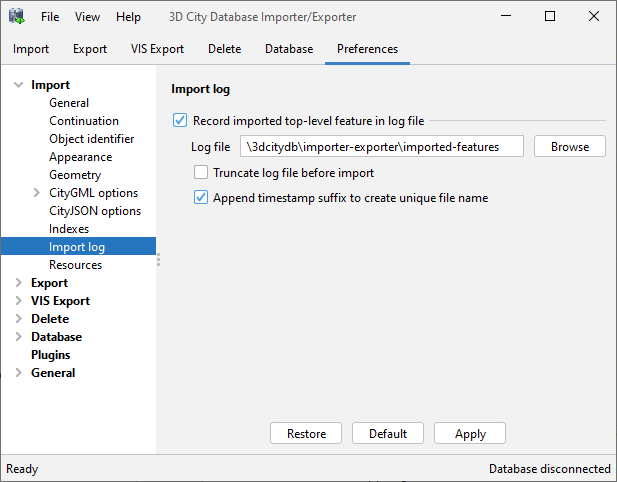 File View Help 3D City Database Importer/Exporter
Import Export VIS Export Delete Database Preferences
Import
General
Continuation
Object identifier
Appearance
Geometry
CityGML options
CityJSON options
Indexes
Import log
Resources
Export
VIS Export
Delete
Database
Plugins
General
Import log
Record imported top-level feature in log file
Log file \3dcitydb\importer-exporter\imported-features Browse
Truncate log file before import
Append timestamp suffix to create unique file name
Restore Default Apply
Ready Database disconnected